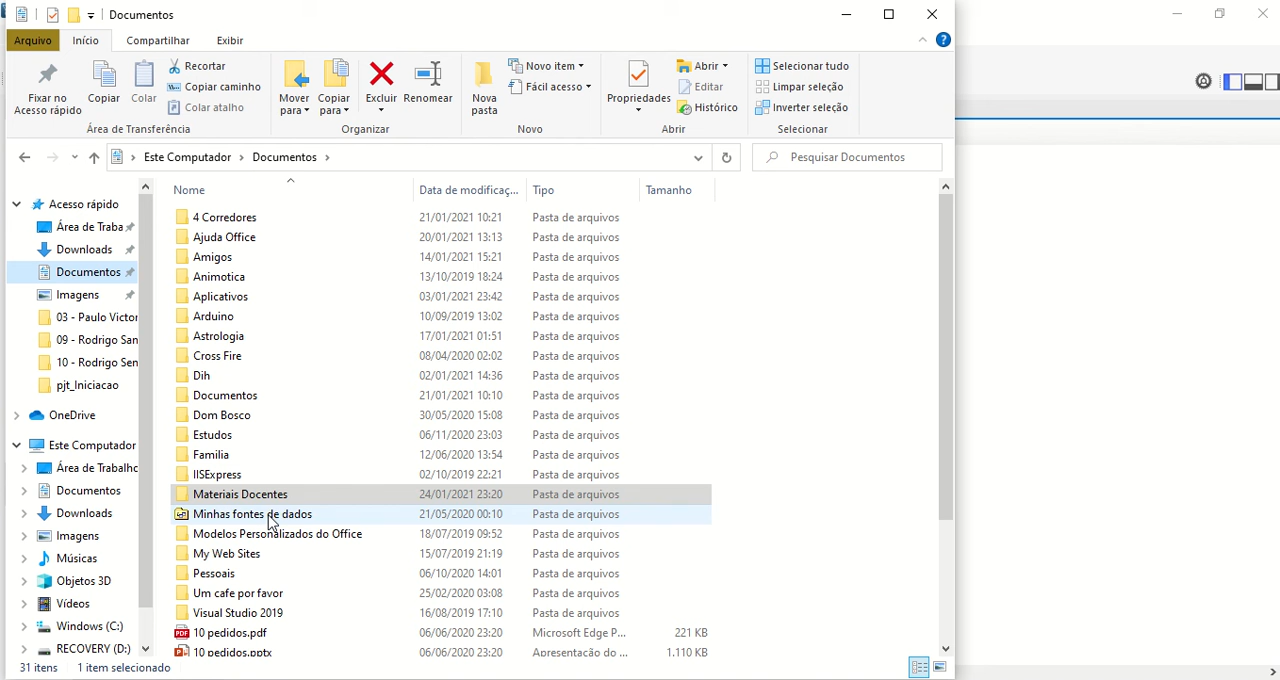 Documentos
Arquivo Início Compartilhar Exibir
Fixar no Acesso rápido
Copiar
Colar
Recortar
Copiar caminho
Colar atalho
Área de Transferência
Mover para
Copiar para
Excluir
Renomear
Organizar
Nova pasta
Novo item
Fácil acesso
Novo
Propriedades
Abrir
Editar
Histórico
Abrir
Selecionar tudo
Limpar seleção
Inverter seleção
Selecionar
Este Computador > Documentos >
Pesquisar Documentos
Acesso rápido
Área de Traba
Downloads
Documentos
Imagens
03 - Paulo Victor
09 - Rodrigo San
10 - Rodrigo Sen
pjt_Iniciacao
OneDrive
Este Computador
Área de Trabalho
Documentos
Downloads
Imagens
Músicas
Objetos 3D
Vídeos
Windows (C:)
RECOVERY (D:)
Nome Data de modificaç... Tipo Tamanho
4 Corredores 21/01/2021 10:21 Pasta de arquivos
Ajuda Office 20/01/2021 13:13 Pasta de arquivos
Amigos 14/01/2021 15:21 Pasta de arquivos
Animotica 13/10/2019 18:24 Pasta de arquivos
Aplicativos 03/01/2021 23:42 Pasta de arquivos
Arduino 10/09/2019 13:02 Pasta de arquivos
Astrologia 17/01/2021 01:51 Pasta de arquivos
Cross Fire 08/04/2020 02:02 Pasta de arquivos
Dih 02/01/2021 14:36 Pasta de arquivos
Documentos 21/01/2021 10:10 Pasta de arquivos
Dom Bosco 30/05/2020 15:08 Pasta de arquivos
Estudos 06/11/2020 23:03 Pasta de arquivos
Familia 12/06/2020 13:54 Pasta de arquivos
IISExpress 02/10/2019 22:21 Pasta de arquivos
Materiais Docentes 24/01/2021 23:20 Pasta de arquivos
Minhas fontes de dados 21/05/2020 00:10 Pasta de arquivos
Modelos Personalizados do Office 18/07/2019 09:52 Pasta de arquivos
My Web Sites 15/07/2019 21:19 Pasta de arquivos
Pessoais 06/10/2020 14:01 Pasta de arquivos
Um cafe por favor 25/02/2020 03:08 Pasta de arquivos
Visual Studio 2019 16/08/2019 17:10 Pasta de arquivos
10 pedidos.pdf 06/06/2020 23:20 Microsoft Edge P... 221 KB
10 pedidos.pptx 06/06/2020 23:20 Apresentação do ... 1.110 KB
31 itens 1 item selecionado